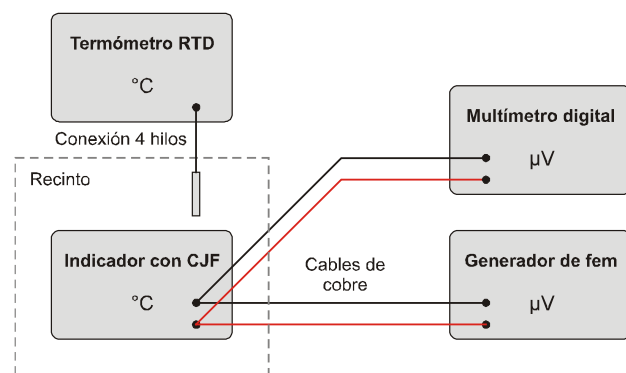 Termómetro RTD
°C
Conexión 4 hilos
Recinto
Multímetro digital
µV
Indicador con CJF
°C
Cables de
cobre
Generador de fem
µV